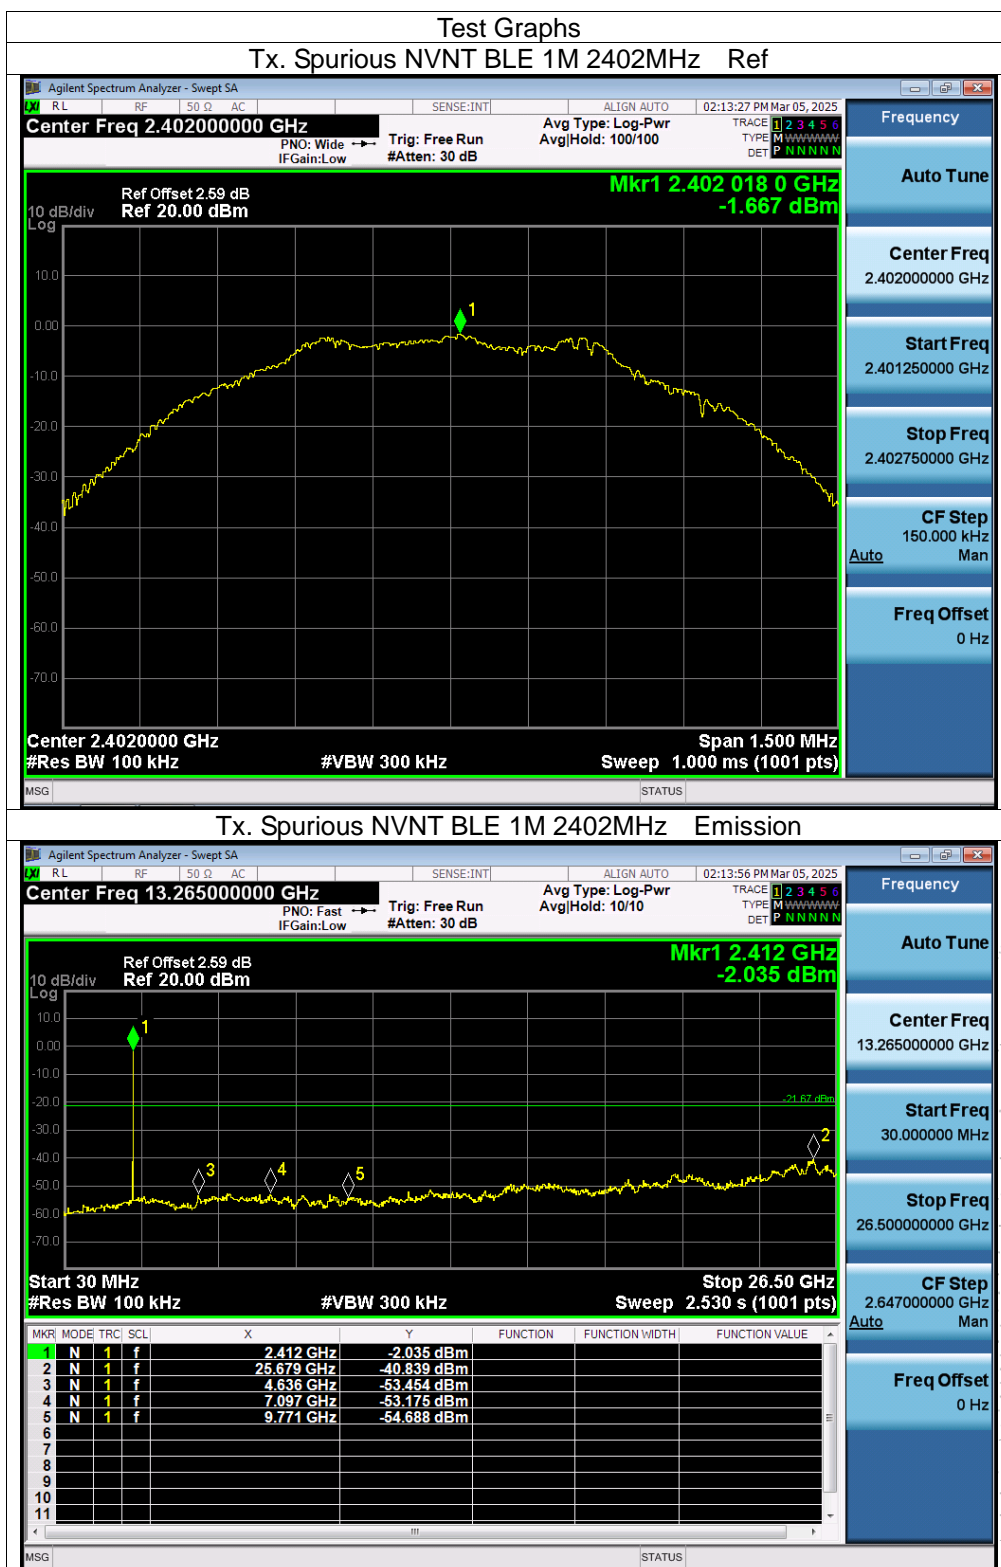 Test Graphs
Tx. Spurious NVNT BLE 1M 2402MHz Ref
Agilent Spectrum Analyzer - Swept SA
LXI RL RF 50 Ω AC SENSE:INT ALIGN AUTO 02:13:27 PM Mar 05, 2025
Center Freq 2.402000000 GHz Avg Type: Log-Pwr TRACE 1 2 3 4 5 6
PNO: Wide Trig: Free Run Avg|Hold: 100/100 TYPE M WWWWW
IFGain:Low #Atten: 30 dB DET P N N N N N
Frequency
Auto Tune
Center Freq
2.402000000 GHz
Start Freq
2.401250000 GHz
Stop Freq
2.402750000 GHz
CF Step
150.000 kHz
Auto Man
Freq Offset
0 Hz
Ref Offset 2.59 dB Mkr1 2.402 018 0 GHz
10 dB/div Ref 20.00 dBm -1.667 dBm
Log
10.0
1
0.00
-10.0
-20.0
-30.0
-40.0
-50.0
-60.0
-70.0
Center 2.4020000 GHz Span 1.500 MHz
#Res BW 100 kHz #VBW 300 kHz Sweep 1.000 ms (1001 pts)
MSG STATUS
Tx. Spurious NVNT BLE 1M 2402MHz Emission
Agilent Spectrum Analyzer - Swept SA
LXI RL RF 50 Ω AC SENSE:INT ALIGN AUTO 02:13:56 PM Mar 05, 2025
Center Freq 13.265000000 GHz Avg Type: Log-Pwr TRACE 1 2 3 4 5 6
PNO: Fast Trig: Free Run Avg|Hold: 10/10 TYPE M WWWWW
IFGain:Low #Atten: 30 dB DET P N N N N N
Frequency
Auto Tune
Center Freq
13.265000000 GHz
Start Freq
30.000000 MHz
Stop Freq
26.500000000 GHz
CF Step
2.647000000 GHz
Auto Man
Freq Offset
0 Hz
Ref Offset 2.59 dB Mkr1 2.412 GHz
10 dB/div Ref 20.00 dBm -2.035 dBm
Log
10.0
1
0.00
-10.0
-20.0 -21.67 dBm
-30.0
2
-40.0
3 4 5
-50.0
-60.0
-70.0
Start 30 MHz Stop 26.50 GHz
#Res BW 100 kHz #VBW 300 kHz Sweep 2.530 s (1001 pts)
MKR MODE TRC SCL X Y FUNCTION FUNCTION WIDTH FUNCTION VALUE
1 N 1 f 2.412 GHz -2.035 dBm
2 N 1 f 25.679 GHz -40.839 dBm
3 N 1 f 4.636 GHz -53.454 dBm
4 N 1 f 7.097 GHz -53.175 dBm
5 N 1 f 9.771 GHz -54.688 dBm
6
7
8
9
10
11
MSG STATUS